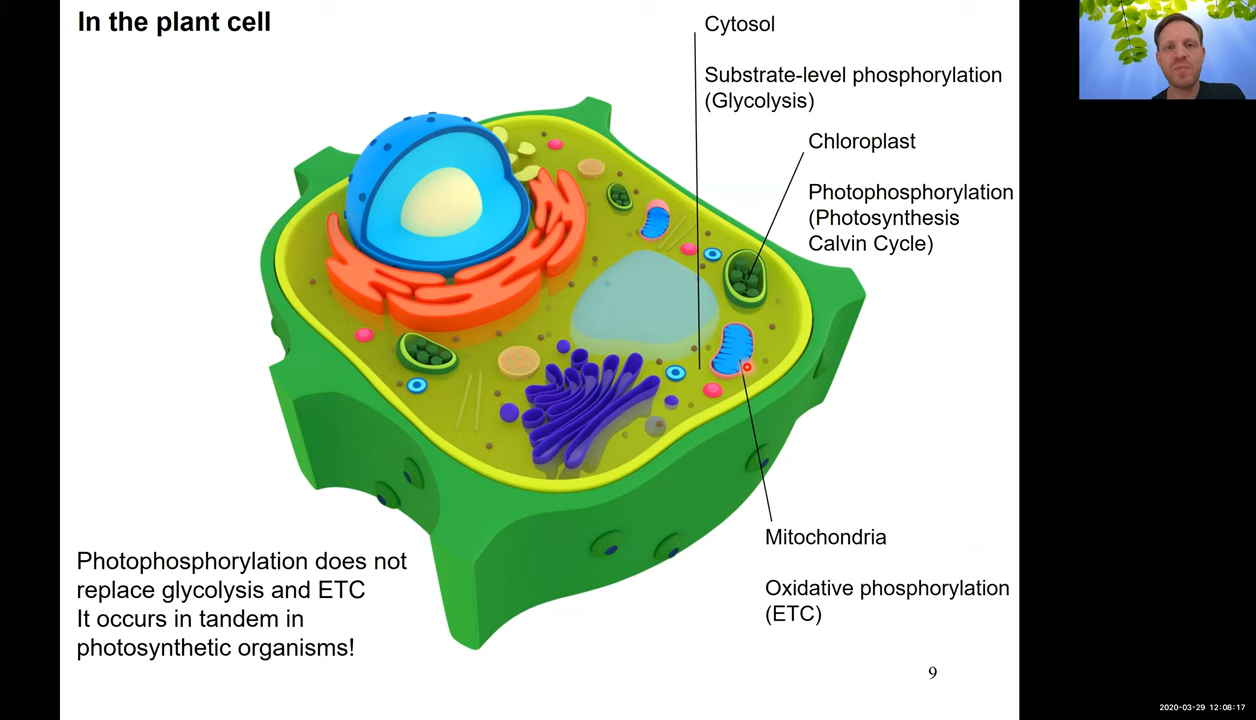 In the plant cell
Cytosol
Substrate-level phosphorylation
(Glycolysis)
Chloroplast
Photophosphorylation
(Photosynthesis
Calvin Cycle)
Mitochondria
Oxidative phosphorylation
(ETC)
Photophosphorylation does not
replace glycolysis and ETC
It occurs in tandem in
photosynthetic organisms!
9
2020-03-29 12:08:17